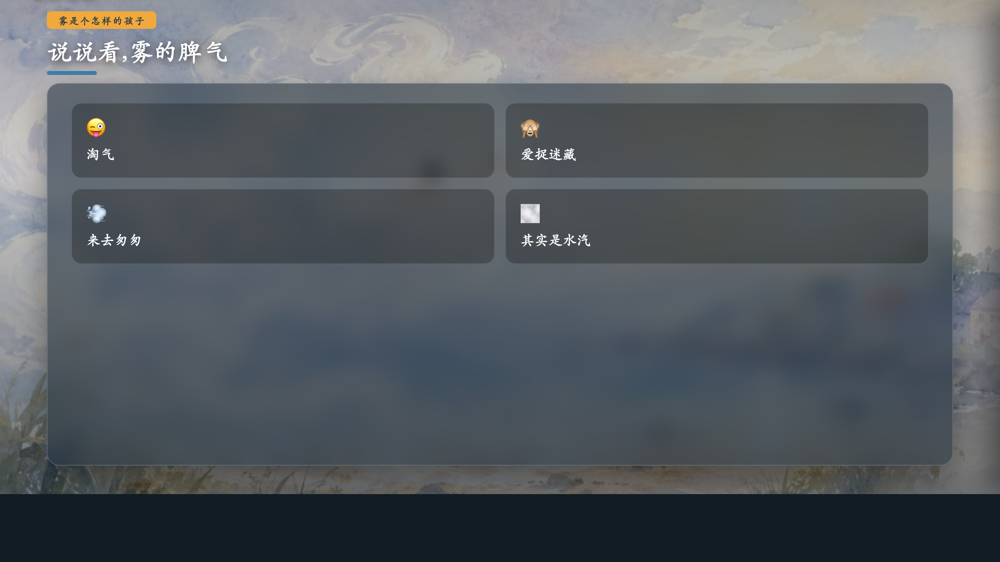 雾是个怎样的孩子
说说看,雾的脾气
淘气
爱捉迷藏
来去匆匆
其实是水汽